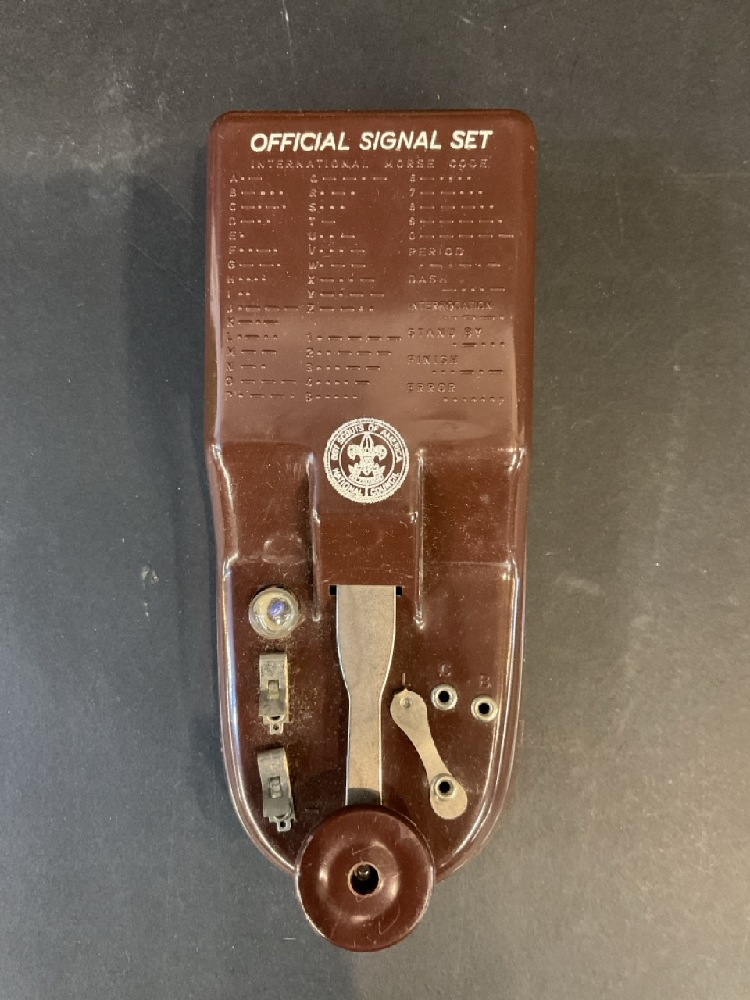 OFFICIAL SIGNAL SET
INTERNATIONAL MORSE CODE
A •—
B —•••
C —•—•
D —••
E •
F ••—•
G ——•
H ••••
I ••
J •———
K —•—
L •—••
M ——
N —•
O ———
P •——•
Q ——•—
R •—•
S •••
T —
U ••—
V •••—
W •——
X —••—
Y —•——
Z ——••
1 •————
2 ••———
3 •••——
4 ••••—
5 •••••
6 —••••
7 ——•••
8 ———••
9 ————•
0 —————
PERIOD
DASH
INTERROGATION
STAND BY
FINISH
ERROR
BOY SCOUTS OF AMERICA
NATIONAL COUNCIL
L
B